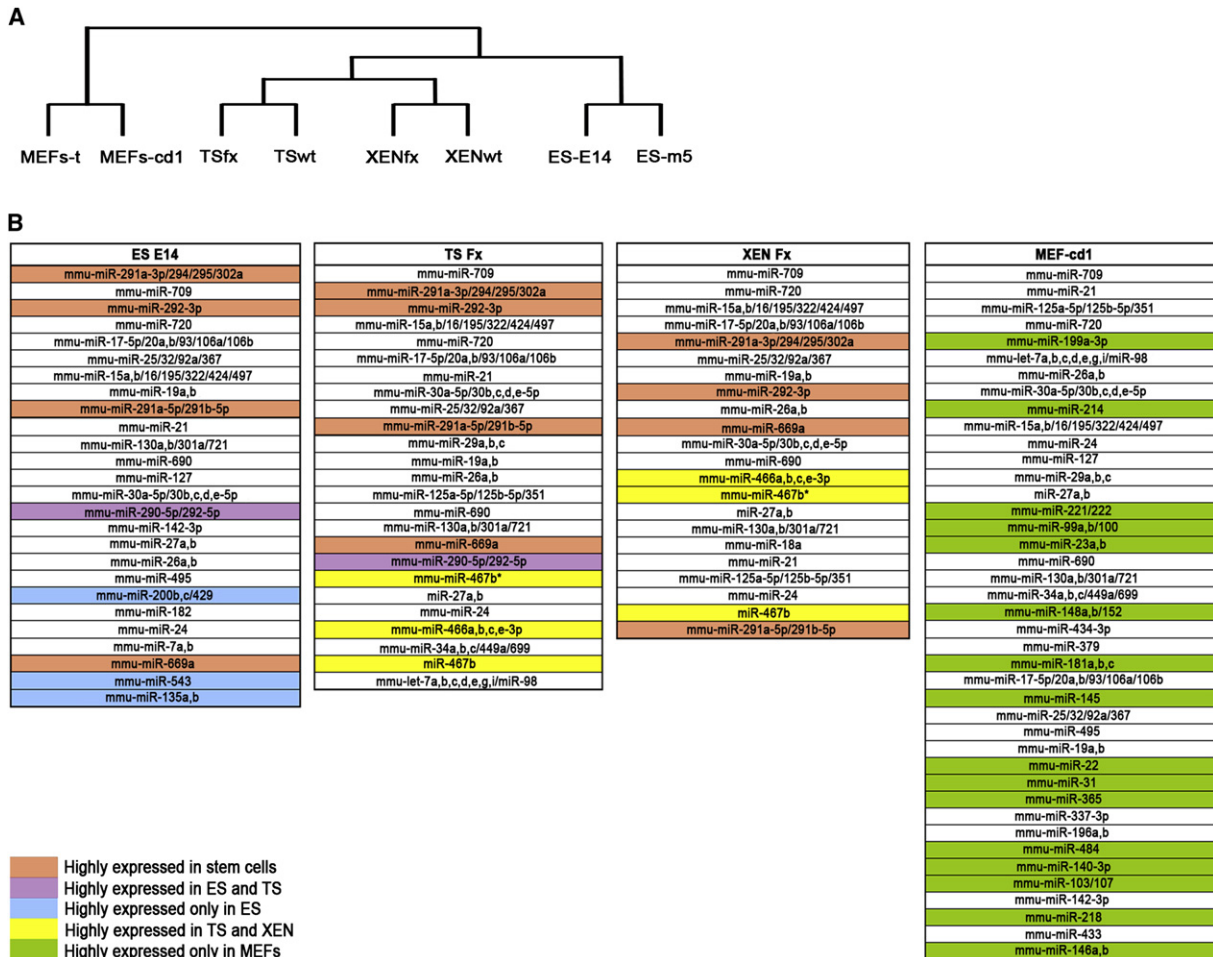 A
MEFs-t MEFs-cd1 TSfx TSwt XENfx XENwt ES-E14 ES-m5
B
ES E14
mmu-miR-291a-3p/294/295/302a
mmu-miR-709
mmu-miR-292-3p
mmu-miR-720
mmu-miR-17-5p/20a,b/93/106a/106b
mmu-miR-25/32/92a/367
mmu-miR-15a,b/16/195/322/424/497
mmu-miR-19a,b
mmu-miR-291a-5p/291b-5p
mmu-miR-21
mmu-miR-130a,b/301a/721
mmu-miR-690
mmu-miR-127
mmu-miR-30a-5p/30b,c,d,e-5p
mmu-miR-290-5p/292-5p
mmu-miR-142-3p
mmu-miR-27a,b
mmu-miR-26a,b
mmu-miR-495
mmu-miR-200b,c/429
mmu-miR-182
mmu-miR-24
mmu-miR-7a,b
mmu-miR-669a
mmu-miR-543
mmu-miR-135a,b
TS Fx
mmu-miR-709
mmu-miR-291a-3p/294/295/302a
mmu-miR-292-3p
mmu-miR-15a,b/16/195/322/424/497
mmu-miR-720
mmu-miR-17-5p/20a,b/93/106a/106b
mmu-miR-21
mmu-miR-30a-5p/30b,c,d,e-5p
mmu-miR-25/32/92a/367
mmu-miR-291a-5p/291b-5p
mmu-miR-29a,b,c
mmu-miR-19a,b
mmu-miR-26a,b
mmu-miR-125a-5p/125b-5p/351
mmu-miR-690
mmu-miR-130a,b/301a/721
mmu-miR-669a
mmu-miR-290-5p/292-5p
mmu-miR-467b*
miR-27a,b
mmu-miR-24
mmu-miR-466a,b,c,e-3p
mmu-miR-34a,b,c/449a/699
miR-467b
mmu-let-7a,b,c,d,e,g,i/miR-98
XEN Fx
mmu-miR-709
mmu-miR-720
mmu-miR-15a,b/16/195/322/424/497
mmu-miR-17-5p/20a,b/93/106a/106b
mmu-miR-291a-3p/294/295/302a
mmu-miR-25/32/92a/367
mmu-miR-19a,b
mmu-miR-292-3p
mmu-miR-26a,b
mmu-miR-669a
mmu-miR-30a-5p/30b,c,d,e-5p
mmu-miR-690
mmu-miR-466a,b,c,e-3p
mmu-miR-467b*
miR-27a,b
mmu-miR-130a,b/301a/721
mmu-miR-18a
mmu-miR-21
mmu-miR-125a-5p/125b-5p/351
mmu-miR-24
miR-467b
mmu-miR-291a-5p/291b-5p
MEF-cd1
mmu-miR-709
mmu-miR-21
mmu-miR-125a-5p/125b-5p/351
mmu-miR-720
mmu-miR-199a-3p
mmu-let-7a,b,c,d,e,g,i/miR-98
mmu-miR-26a,b
mmu-miR-30a-5p/30b,c,d,e-5p
mmu-miR-214
mmu-miR-15a,b/16/195/322/424/497
mmu-miR-24
mmu-miR-127
mmu-miR-29a,b,c
miR-27a,b
mmu-miR-221/222
mmu-miR-99a,b/100
mmu-miR-23a,b
mmu-miR-690
mmu-miR-130a,b/301a/721
mmu-miR-34a,b,c/449a/699
mmu-miR-148a,b/152
mmu-miR-434-3p
mmu-miR-379
mmu-miR-181a,b,c
mmu-miR-17-5p/20a,b/93/106a/106b
mmu-miR-145
mmu-miR-25/32/92a/367
mmu-miR-495
mmu-miR-19a,b
mmu-miR-22
mmu-miR-31
mmu-miR-365
mmu-miR-337-3p
mmu-miR-196a,b
mmu-miR-484
mmu-miR-140-3p
mmu-miR-103/107
mmu-miR-142-3p
mmu-miR-218
mmu-miR-433
mmu-miR-146a,b
Highly expressed in stem cells
Highly expressed in ES and TS
Highly expressed only in ES
Highly expressed in TS and XEN
Highly expressed only in MEFs